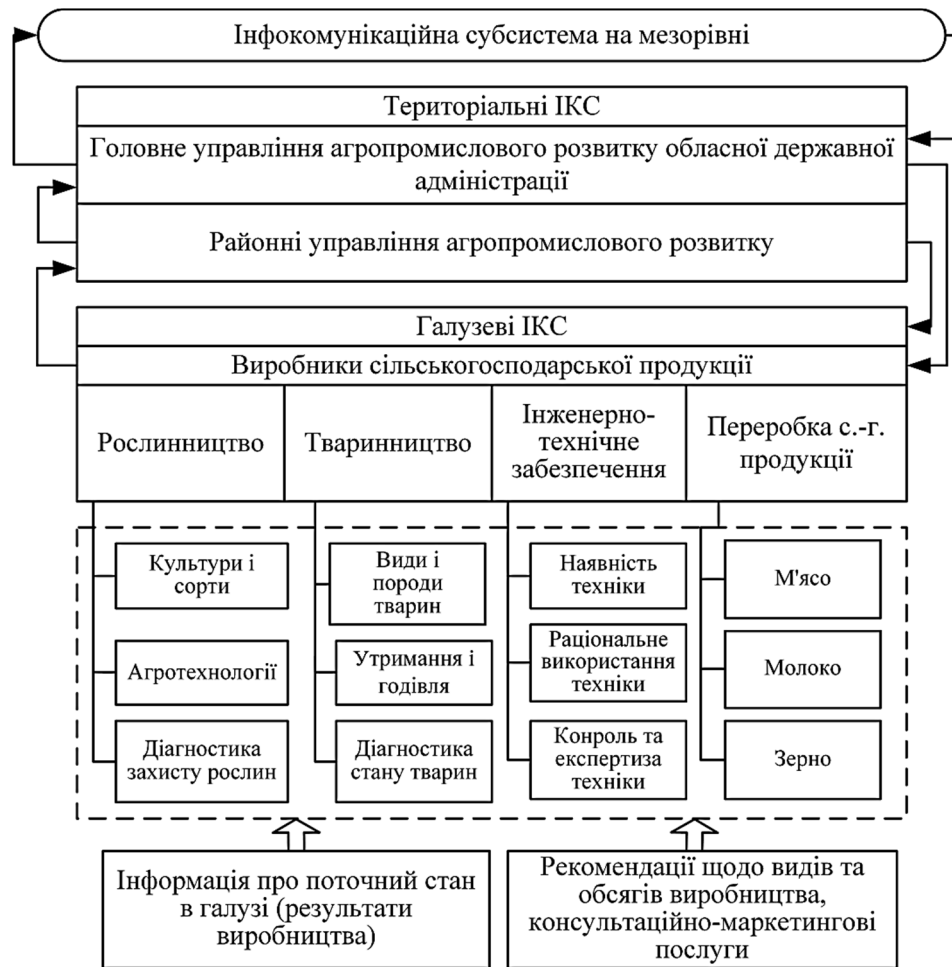 Інфокомунікаційна субсистема на мезорівні
Територіальні ІКС
Головне управління агропромислового розвитку обласної державної
адміністрації
Районні управління агропромислового розвитку
Галузеві ІКС
Виробники сільськогосподарської продукції
Рослинництво
Тваринництво
Інженерно-
технічне
забезпечення
Переробка с.-г.
продукції
Культури і
сорти
Агротехнології
Діагностика
захисту рослин
Види і
породи
тварин
Утримання і
годівля
Діагностика
стану тварин
Наявність
техніки
Раціональне
використання
техніки
Конроль та
експертиза
техніки
М'ясо
Молоко
Зерно
Інформація про поточний стан
в галузі (результати
виробництва)
Рекомендації щодо видів та
обсягів виробництва,
консультаційно-маркетингові
послуги